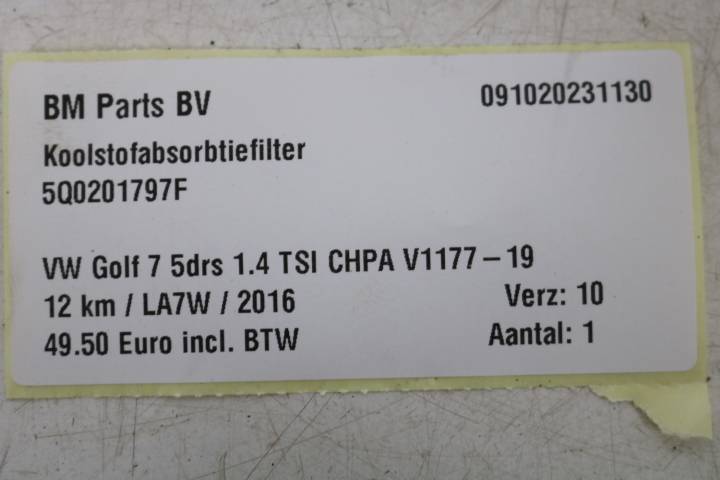 BM Parts BV 091020231130
Koolstofabsorbtiefilter
5Q0201797F
VW Golf 7 5drs 1.4 TSI CHPA V1177 – 19
12 km / LA7W / 2016 Verz: 10
49.50 Euro incl. BTW Aantal: 1